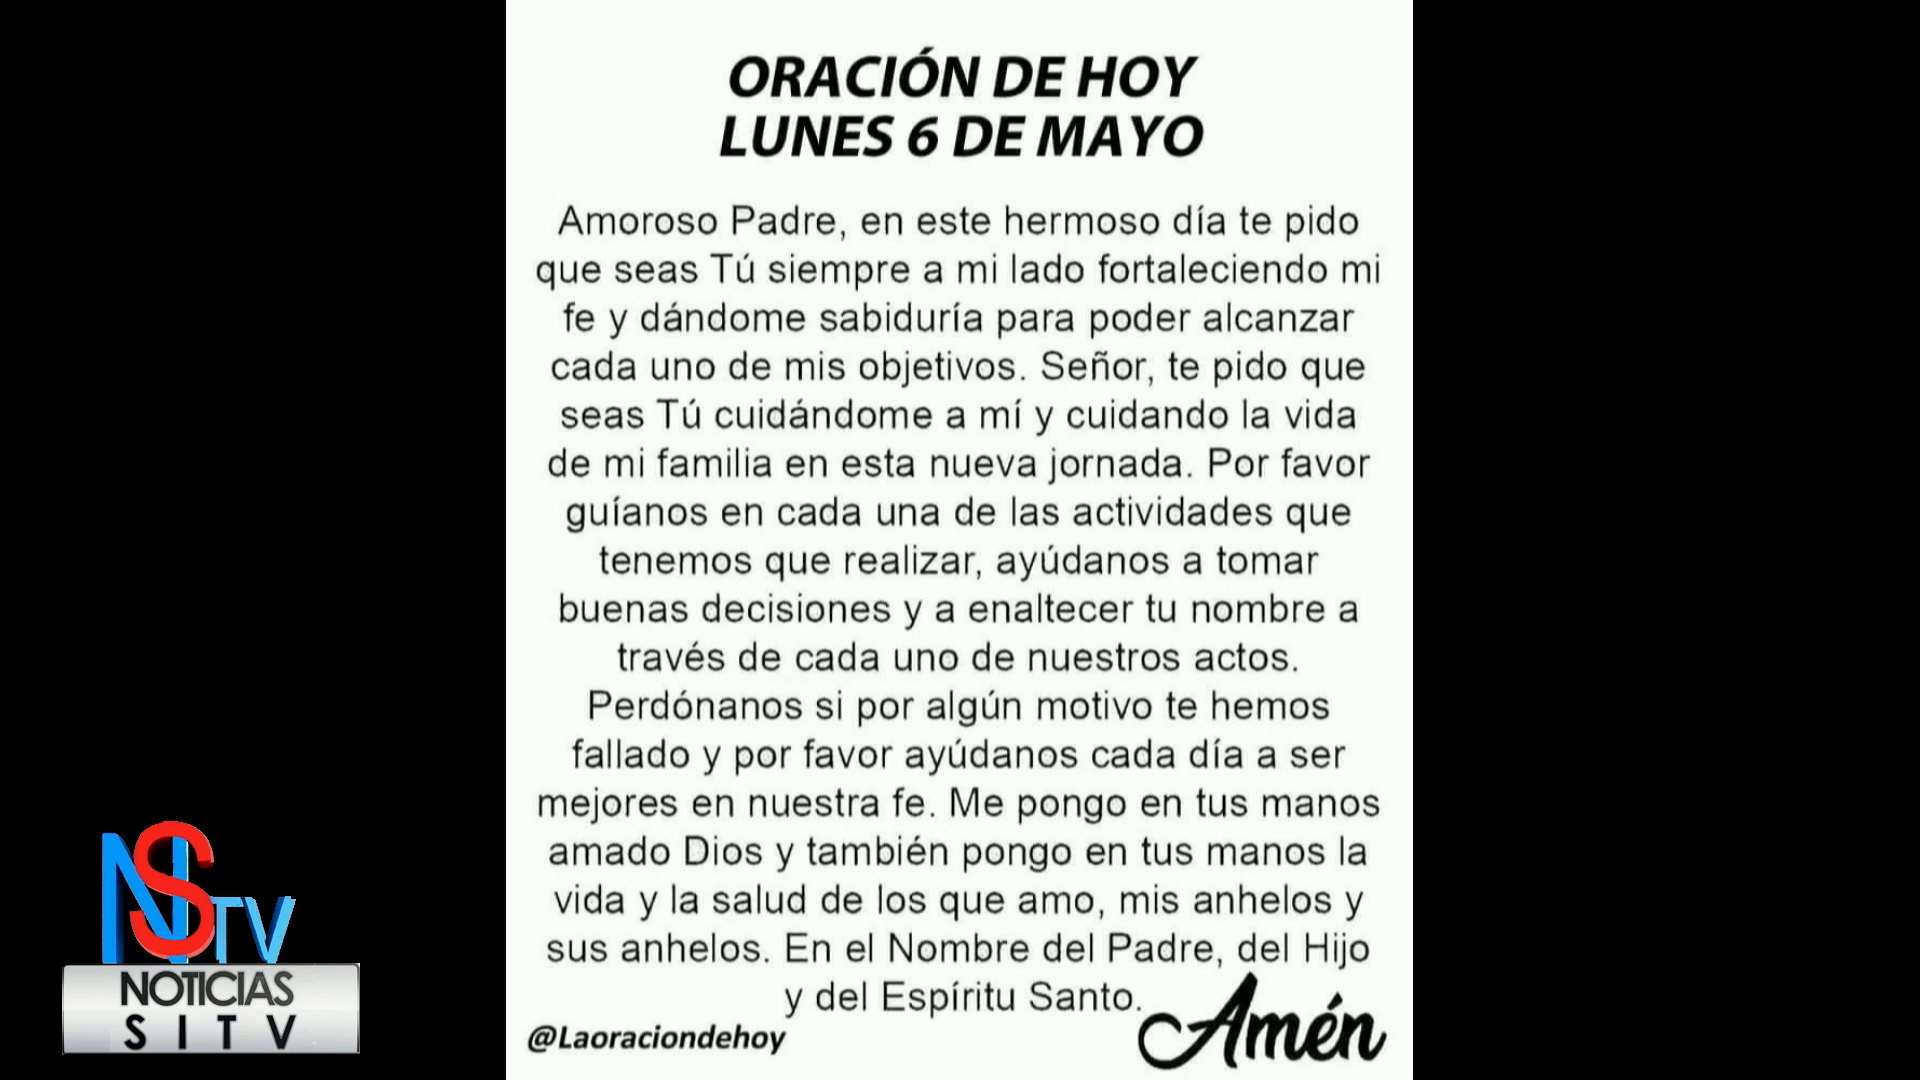 ORACIÓN DE HOY
LUNES 6 DE MAYO
Amoroso Padre, en este hermoso día te pido
que seas Tú siempre a mi lado fortaleciendo mi
fe y dándome sabiduría para poder alcanzar
cada uno de mis objetivos. Señor, te pido que
seas Tú cuidándome a mí y cuidando la vida
de mi familia en esta nueva jornada. Por favor
guíanos en cada una de las actividades que
tenemos que realizar, ayúdanos a tomar
buenas decisiones y a enaltecer tu nombre a
través de cada uno de nuestros actos.
Perdónanos si por algún motivo te hemos
fallado y por favor ayúdanos cada día a ser
mejores en nuestra fe. Me pongo en tus manos
amado Dios y también pongo en tus manos la
vida y la salud de los que amo, mis anhelos y
sus anhelos. En el Nombre del Padre, del Hijo
y del Espíritu Santo.
Amén
@Laoraciondehoy
NSTV
NOTICIAS
SITV